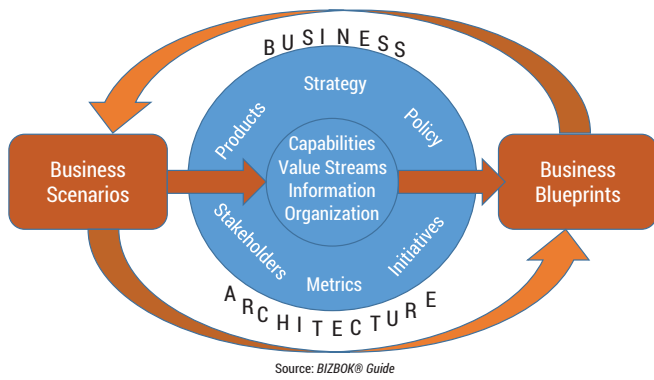 BUSINESS
Strategy
Products
Policy
Business
Scenarios
Capabilities
Value Streams
Information
Organization
Business
Blueprints
Stakeholders
Initiatives
Metrics
ARCHITECTURE
Source: BIZBOK® Guide